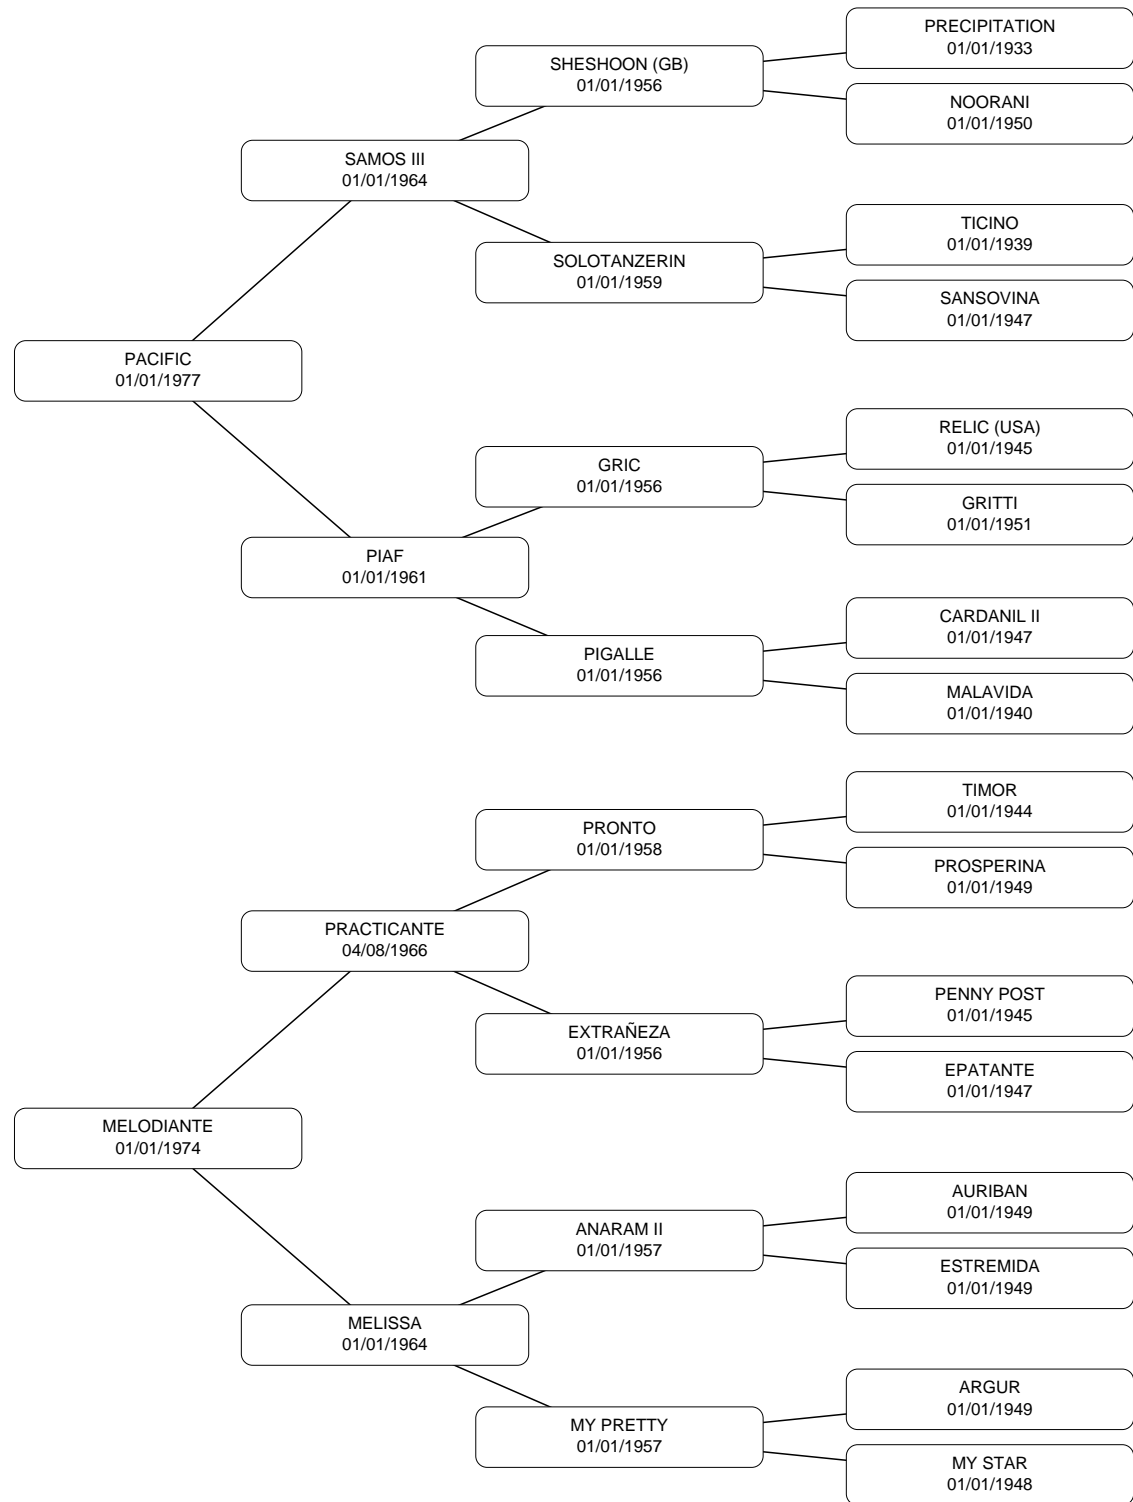 PRECIPITATION
01/01/1933
SHESHOON (GB)
01/01/1956
NOORANI
01/01/1950
SAMOS III
01/01/1964
TICINO
01/01/1939
SOLOTANZERIN
01/01/1959
SANSOVINA
01/01/1947
PACIFIC
01/01/1977
RELIC (USA)
01/01/1945
GRIC
01/01/1956
GRITTI
01/01/1951
PIAF
01/01/1961
CARDANIL II
01/01/1947
PIGALLE
01/01/1956
MALAVIDA
01/01/1940
TIMOR
01/01/1944
PRONTO
01/01/1958
PROSPERINA
01/01/1949
PRACTICANTE
04/08/1966
PENNY POST
01/01/1945
EXTRAÑEZA
01/01/1956
EPATANTE
01/01/1947
MELODIANTE
01/01/1974
AURIBAN
01/01/1949
ANARAM II
01/01/1957
ESTREMIDA
01/01/1949
MELISSA
01/01/1964
ARGUR
01/01/1949
MY PRETTY
01/01/1957
MY STAR
01/01/1948